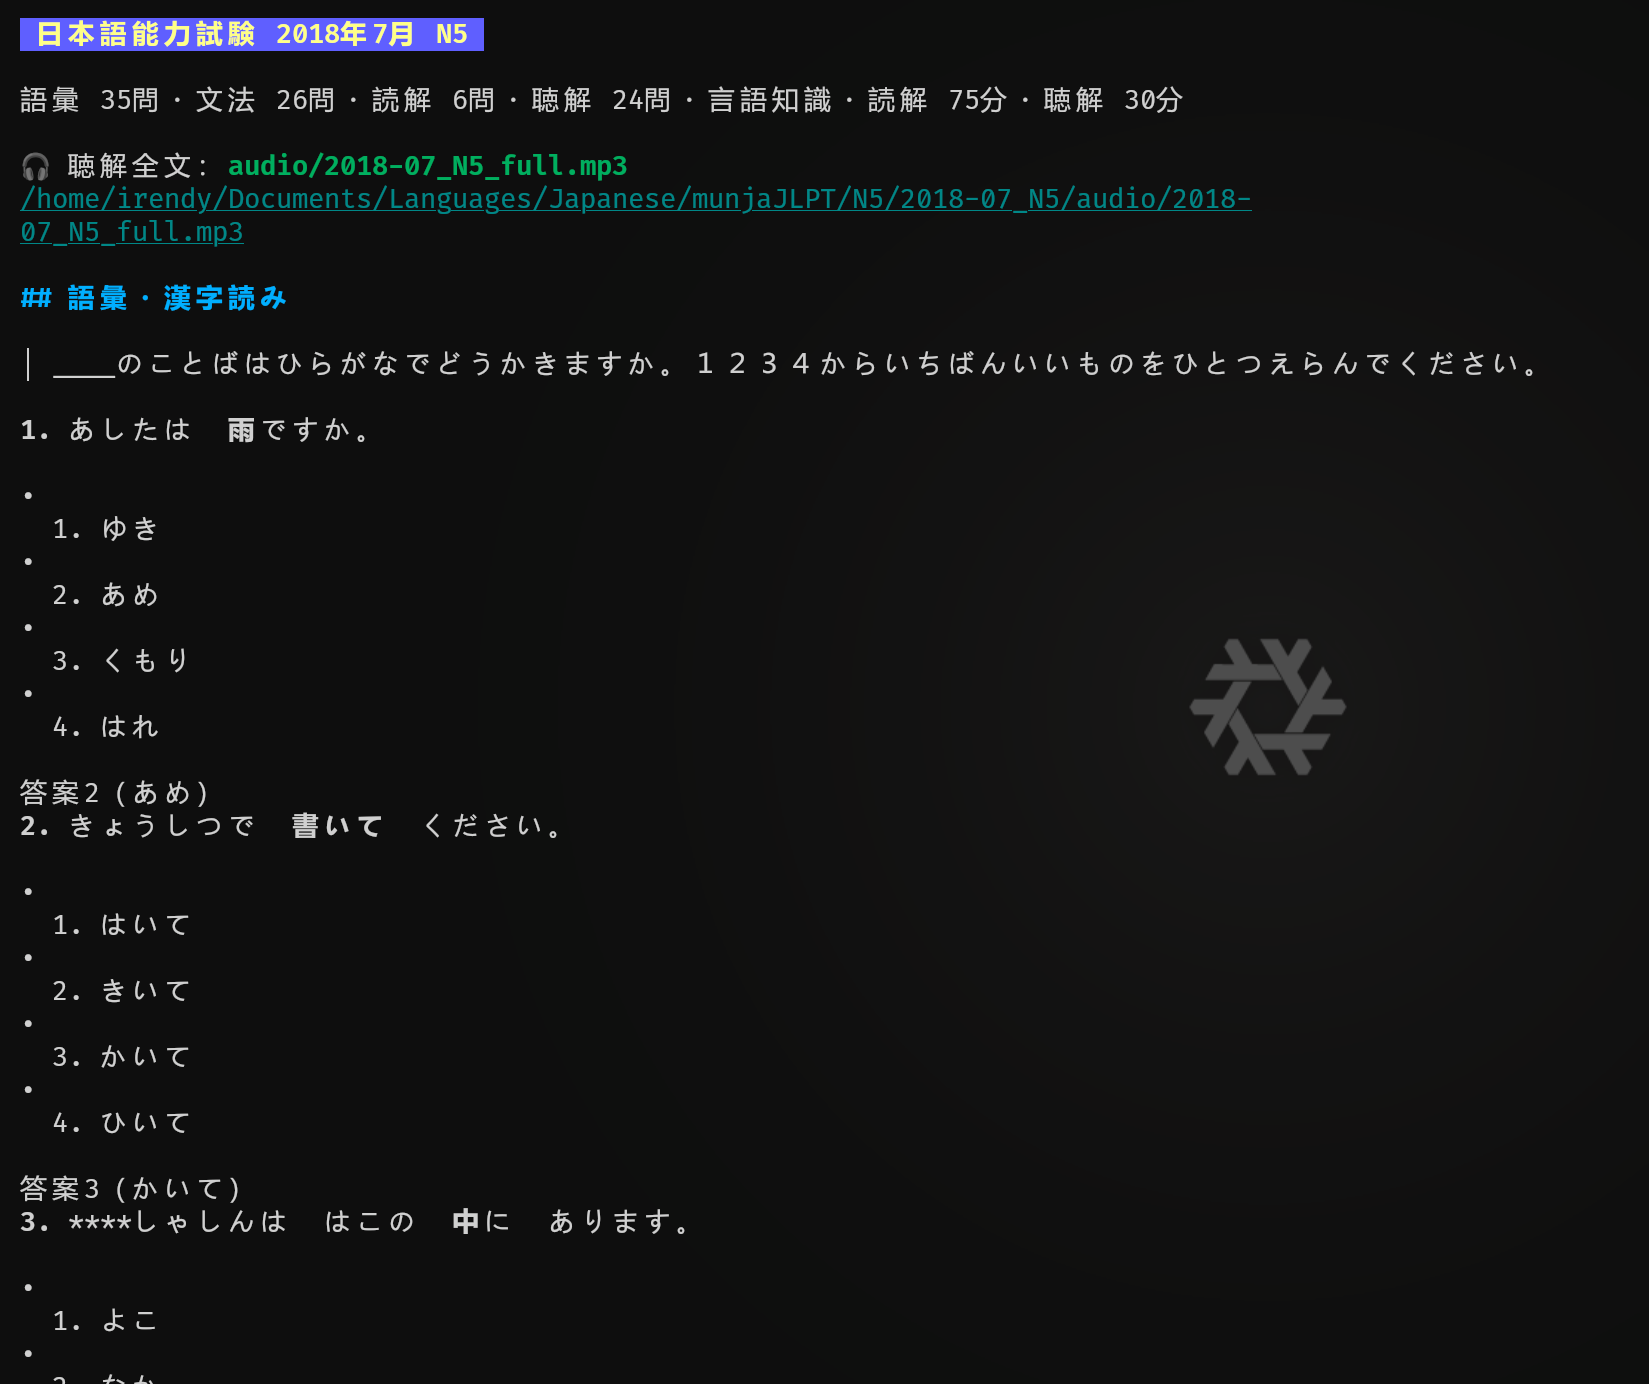 日本語能力試験 2018年7月 N5
語彙 35問・文法 26問・読解 6問・聴解 24問・言語知識・読解 75分・聴解 30分
🎧 聴解全文: audio/2018-07_N5_full.mp3
/home/irendy/Documents/Languages/Japanese/munjaJLPT/N5/2018-07_N5/audio/2018-
07_N5_full.mp3
## 語彙・漢字読み
│ ____のことばはひらがなでどうかきますか。１２３４からいちばんいいものをひとつえらんでください。
1. あしたは　雨ですか。
•
1. ゆき
•
2. あめ
•
3. くもり
•
4. はれ
答案2 (あめ)
2. きょうしつで　書いて　ください。
•
1. はいて
•
2. きいて
•
3. かいて
•
4. ひいて
答案3 (かいて)
3. ****しゃしんは　はこの　中に　あります。
•
1. よこ
•
2. なか